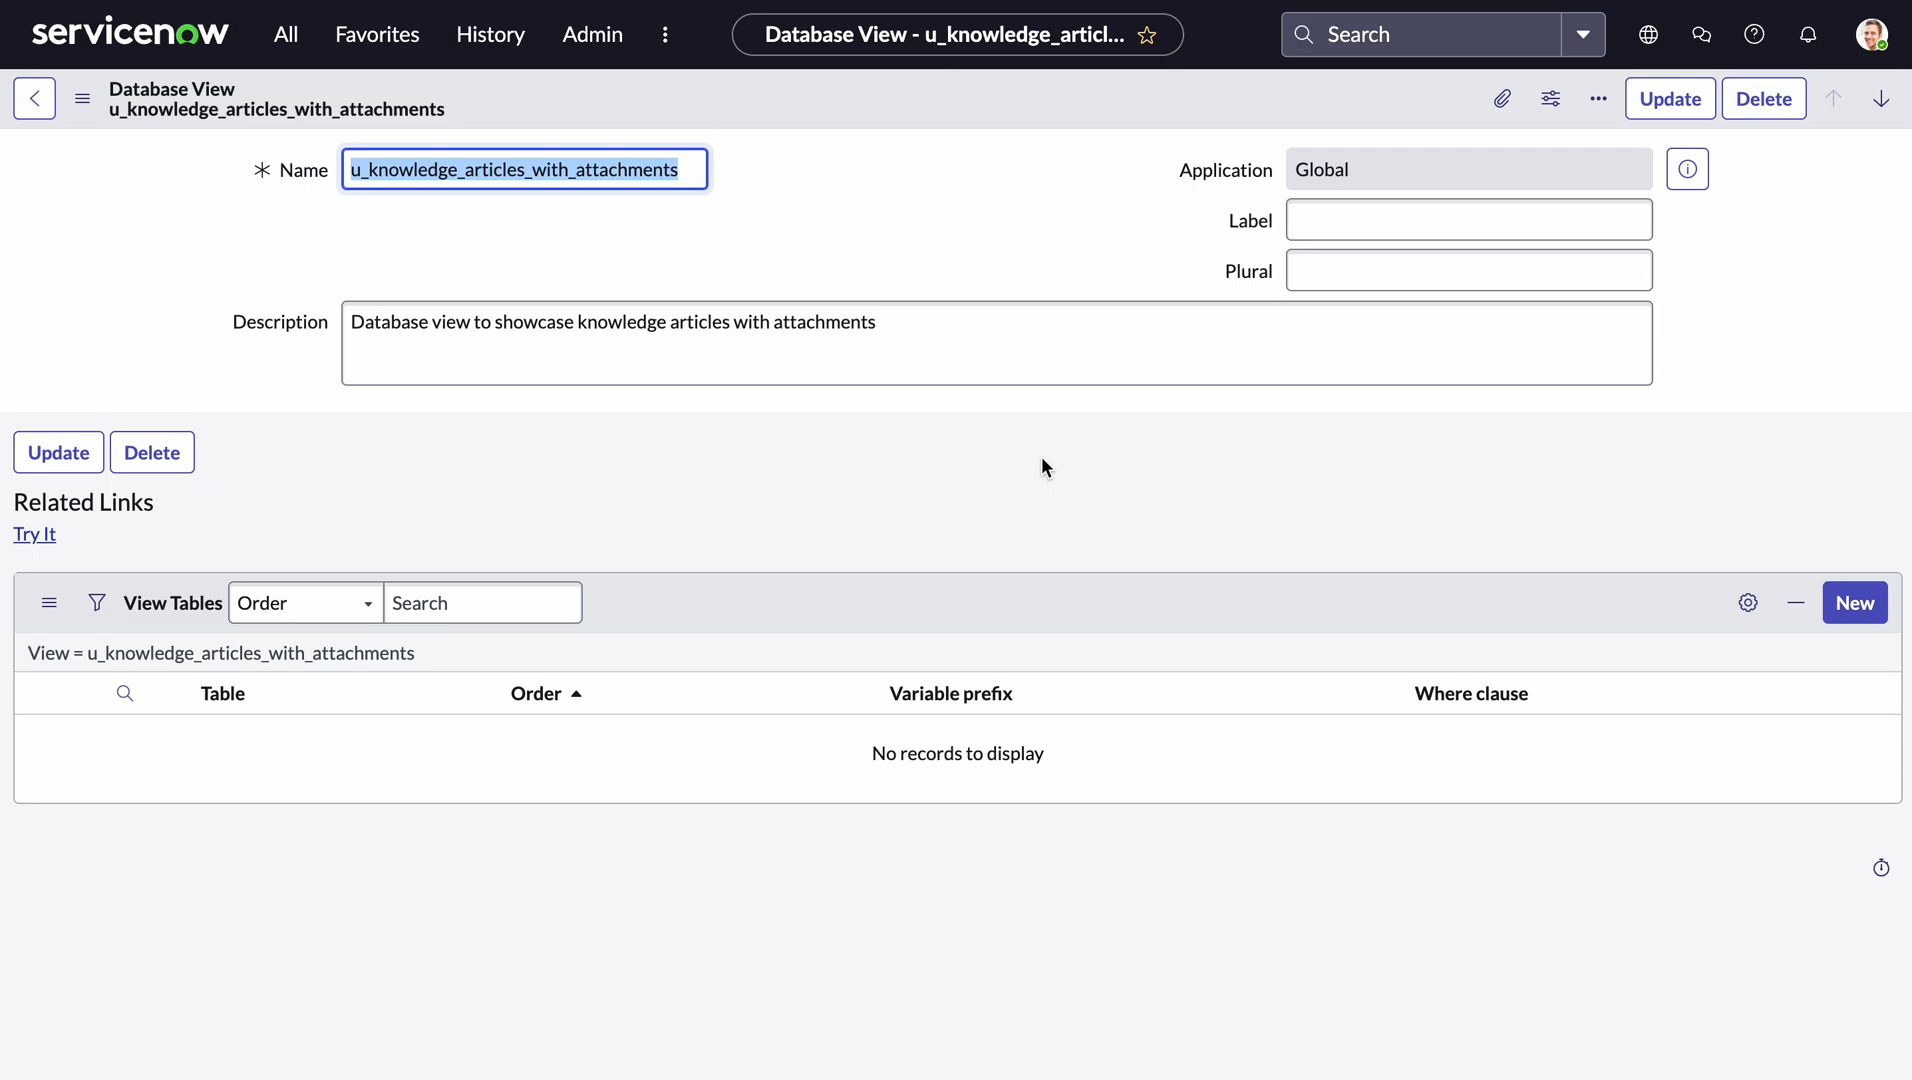 servicenow All Favorites History Admin Database View - u_knowledge_articl... Search
Database View
u_knowledge_articles_with_attachments
Update Delete
Name u_knowledge_articles_with_attachments
Application Global
Label
Plural
Description Database view to showcase knowledge articles with attachments
Update Delete
Related Links
Try It
View Tables Order Search New
View = u_knowledge_articles_with_attachments
Table Order Variable prefix Where clause
No records to display